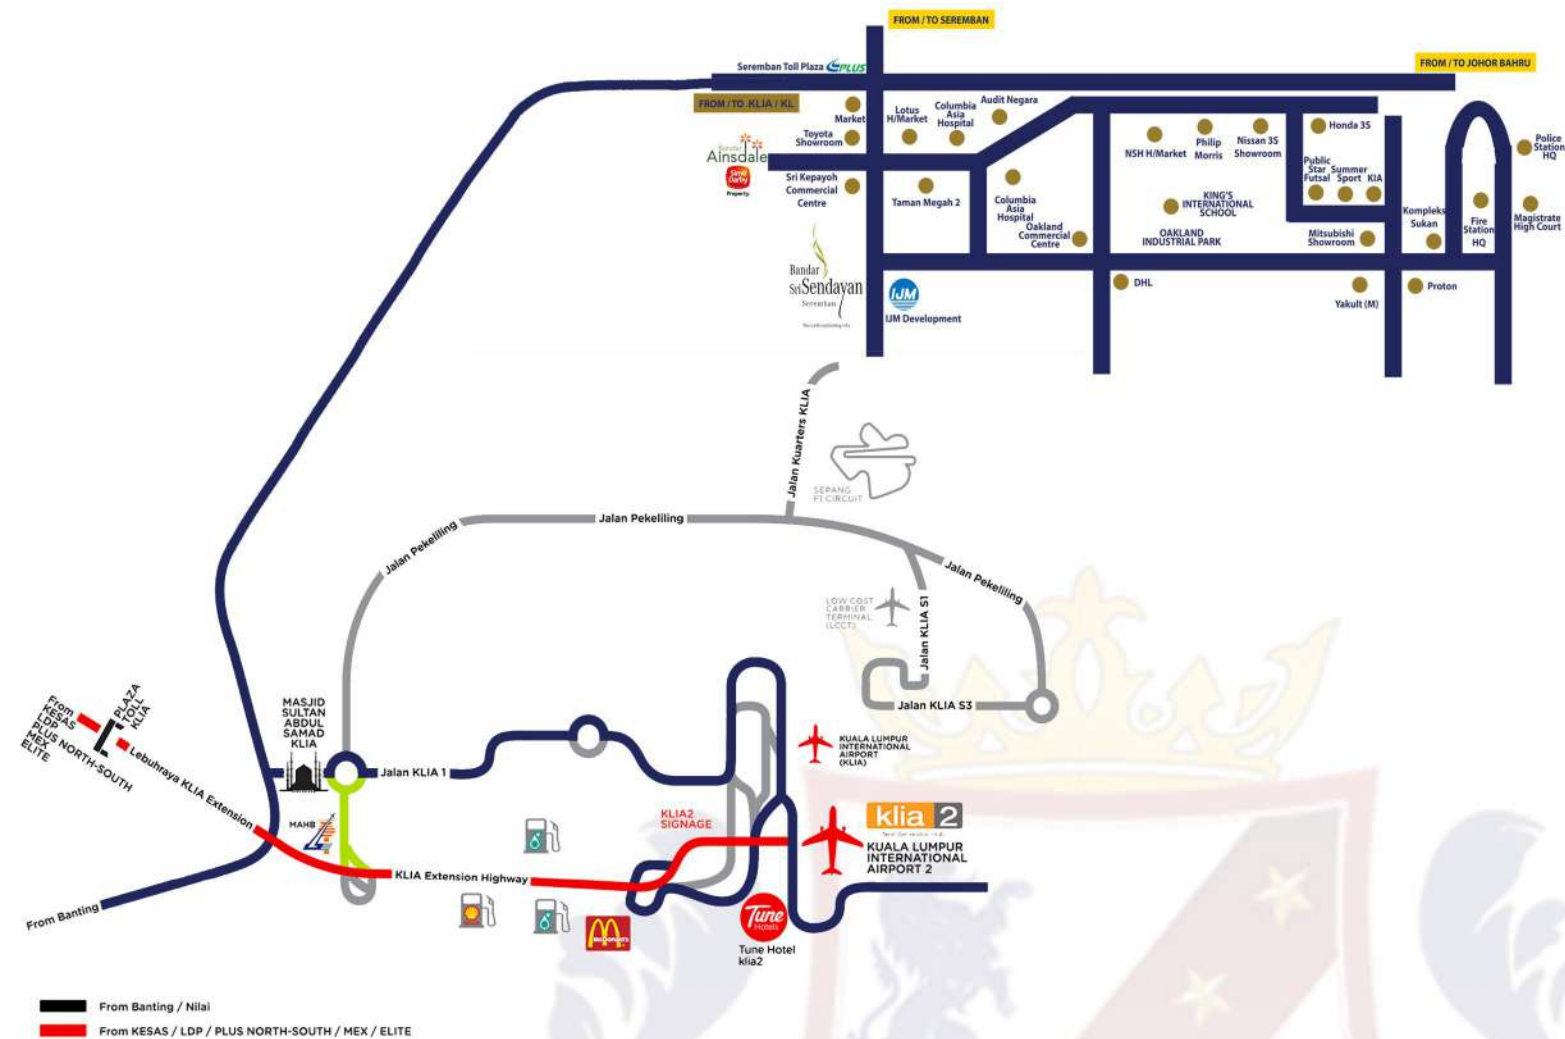 FROM / TO SEREMBAN
Seremban Toll Plaza PLUS
FROM / TO JOHOR BAHRU
FROM / TO KLIA / KL
Market
Lotus
H/Market
Columbia
Asia
Hospital
Audit Negara
Toyota
Showroom
Bandar
Ainsdale
Sime
Darby
Property
NSH H/Market
Philip
Morris
Nissan 3S
Showroom
Honda 3S
Police
Station
HQ
Sri Kepayoh
Commercial
Centre
Taman Megah 2
Columbia
Asia
Hospital
Oakland
Commercial
Centre
KING'S
INTERNATIONAL
SCHOOL
OAKLAND
INDUSTRIAL PARK
Public
Star
Futsal
Summer
Sport
KIA
Mitsubishi
Showroom
Kompleks
Sukan
Fire
Station
HQ
Magistrate
High Court
Bandar
Sri Sendayan
Seremban
IJM
IJM Development
DHL
Yakult (M)
Proton
Jalan Kuarters KLIA
SEPANG
F1 CIRCUIT
Jalan Pekeliling
Jalan Pekeliling
Jalan Pekeliling
LOW COST
CARRIER
TERMINAL
(LCCT)
Jalan KLIA S1
Jalan KLIA S3
From
KESAS
LDP
PLUS NORTH-SOUTH
MEX
ELITE
PLAZA
TOLL
KLIA
Lebuhraya KLIA Extension
MASJID
SULTAN
ABDUL
SAMAD
KLIA
Jalan KLIA 1
KUALA LUMPUR
INTERNATIONAL
AIRPORT
(KLIA)
MAHB
KLIA2
SIGNAGE
klia 2
KUALA LUMPUR
INTERNATIONAL
AIRPORT 2
KLIA Extension Highway
From Banting
McDonald's
Tune
Hotels
Tune Hotel
klia2
From Banting / Nilai
From KESAS / LDP / PLUS NORTH-SOUTH / MEX / ELITE